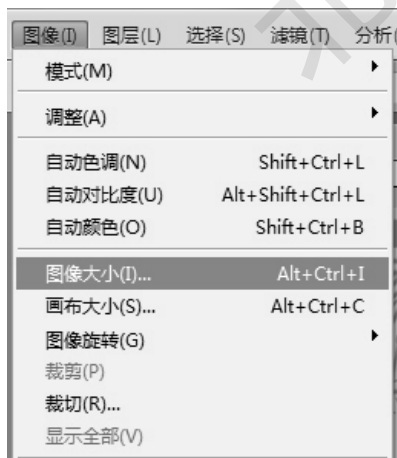 图像(I) 图层(L) 选择(S) 滤镜(T) 分析(
模式(M)
调整(A)
自动色调(N) Shift+Ctrl+L
自动对比度(U) Alt+Shift+Ctrl+L
自动颜色(O) Shift+Ctrl+B
图像大小(I)... Alt+Ctrl+I
画布大小(S)... Alt+Ctrl+C
图像旋转(G)
裁剪(P)
裁切(R)...
显示全部(V)